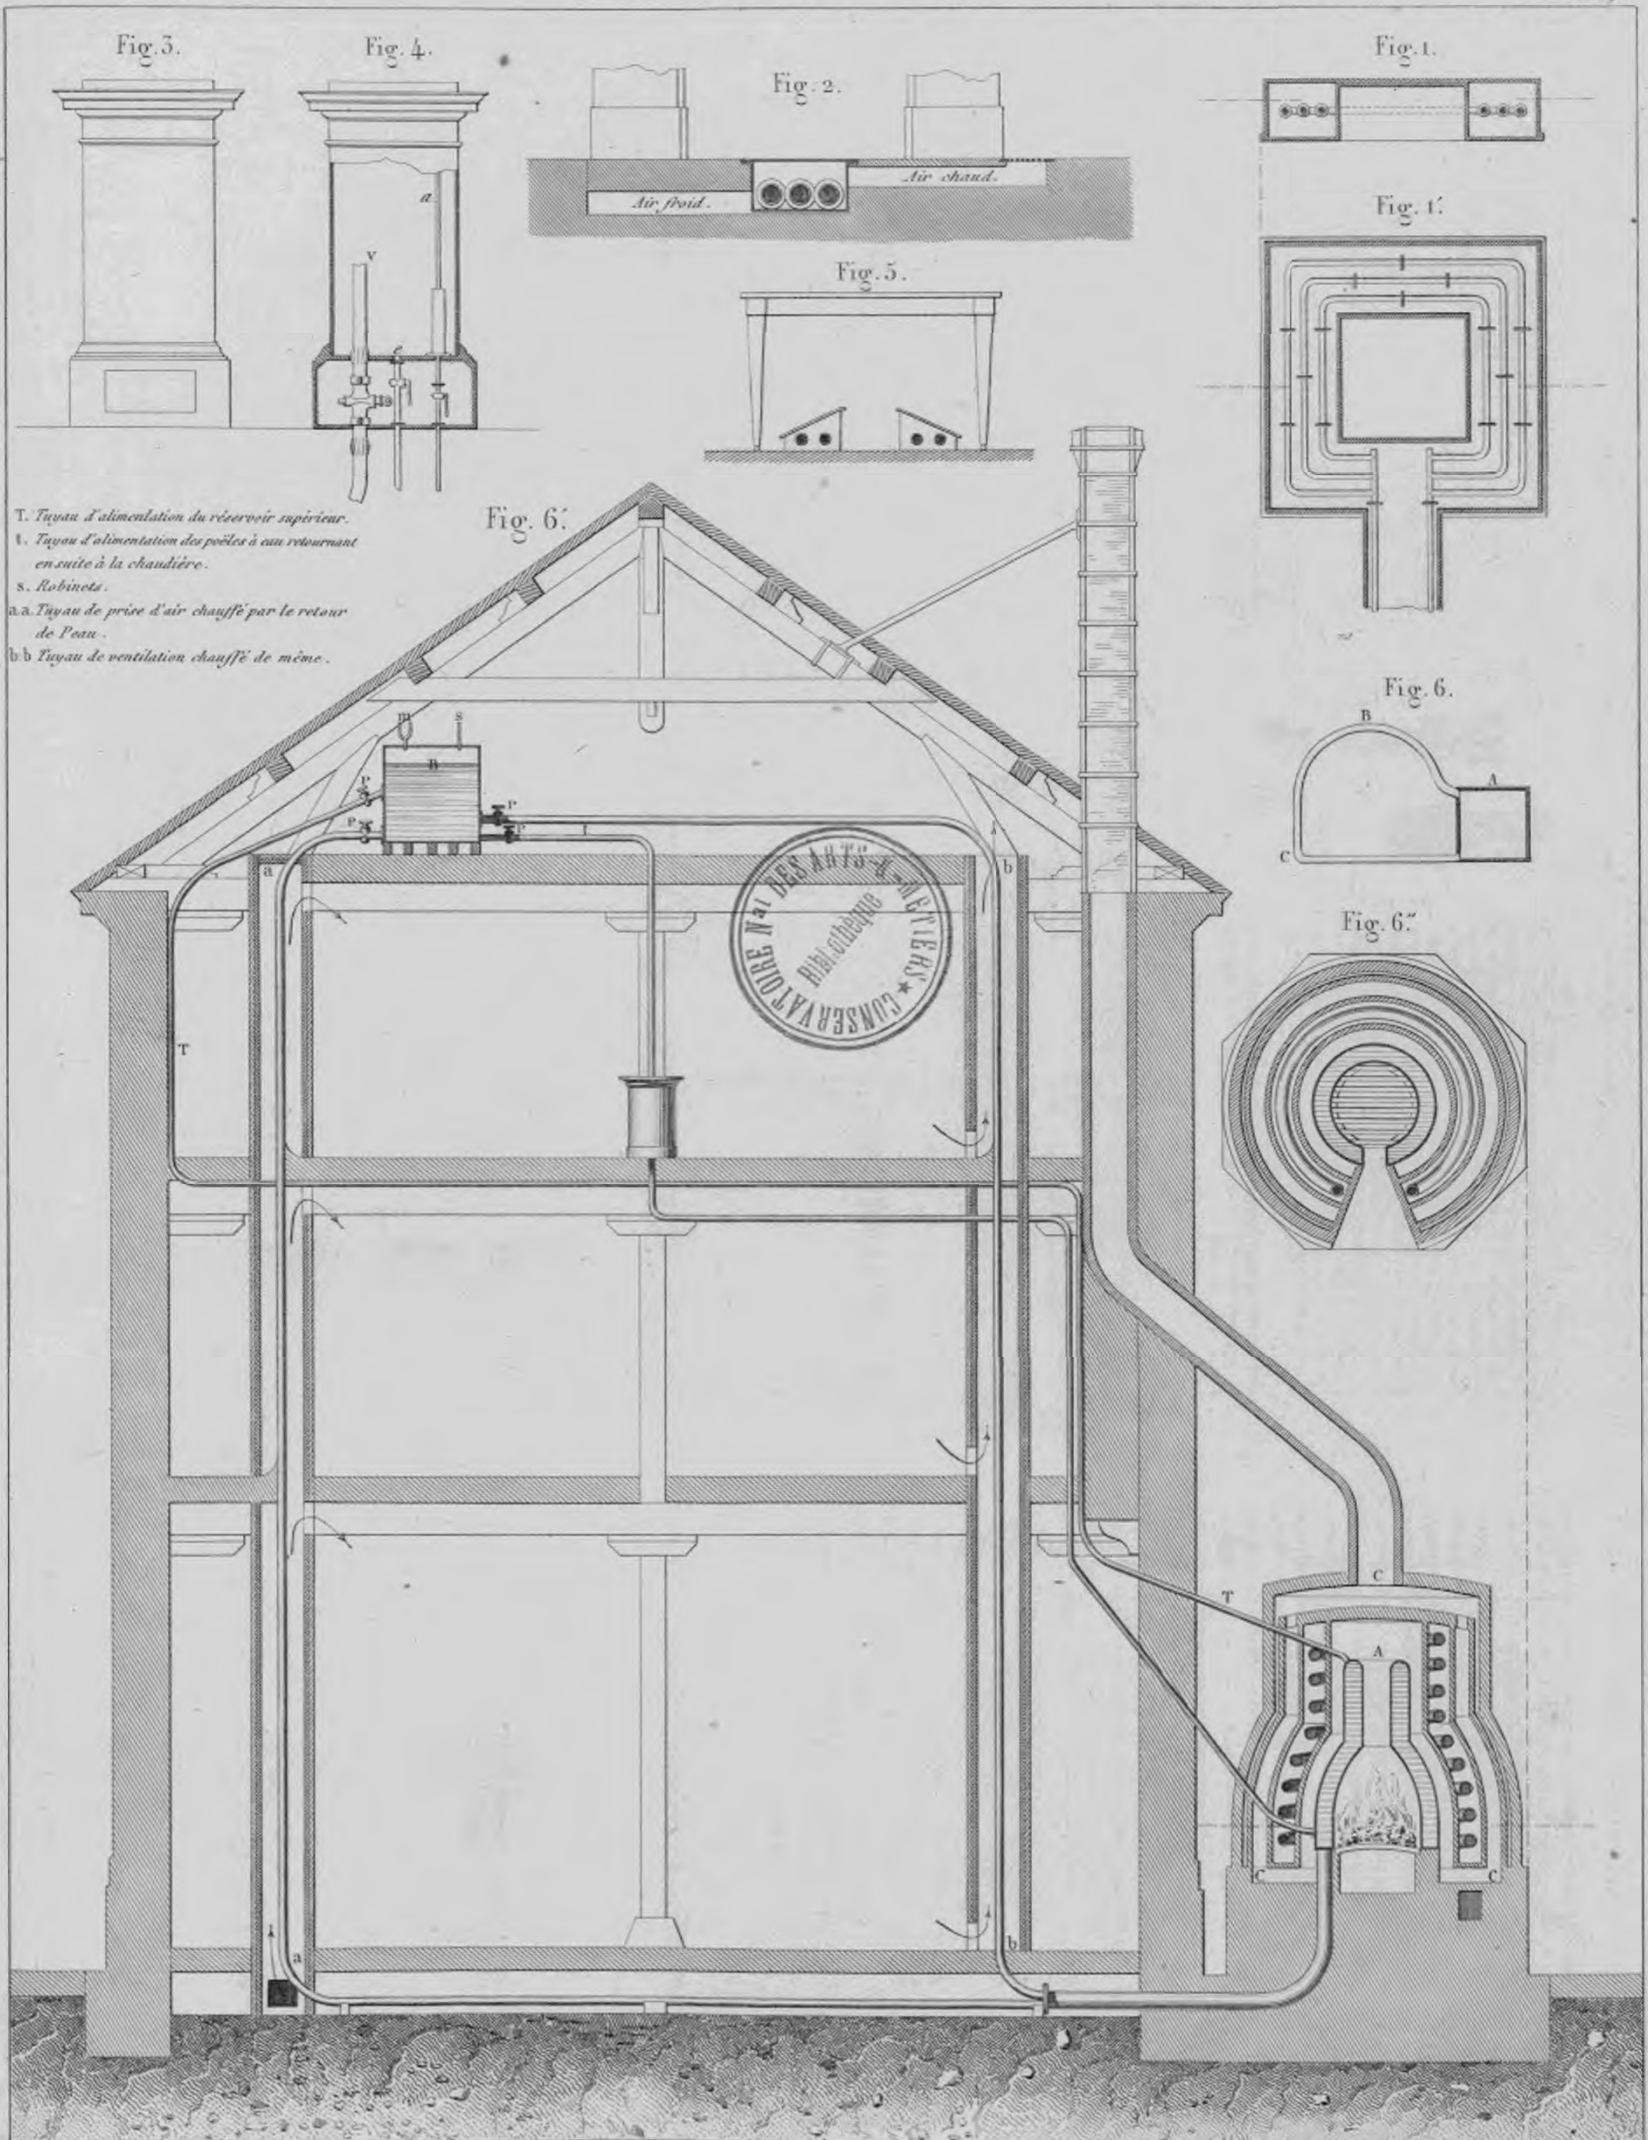 Fig. 3.
Fig. 4.
Fig. 2.
Fig. 1.
a
v
e
Air froid.
Air chaud.
Fig. 1'.
Fig. 5.
T. Tuyau d'alimentation du réservoir supérieur.
t. Tuyau d'alimentation des poêles à eau retournant
ensuite à la chaudière.
s. Robinets.
a.a. Tuyau de prise d'air chauffé par le retour
de l'eau.
b.b Tuyau de ventilation chauffé de même.
Fig. 6'.
Fig. 6.
B
A
C
m
s
B
P
P
P
P
t
a
b
CONSERVATOIRE Nal DES ARTS & METIERS
Bibliothèque
Fig. 6''.
T
T
C
A
C
C
a
b